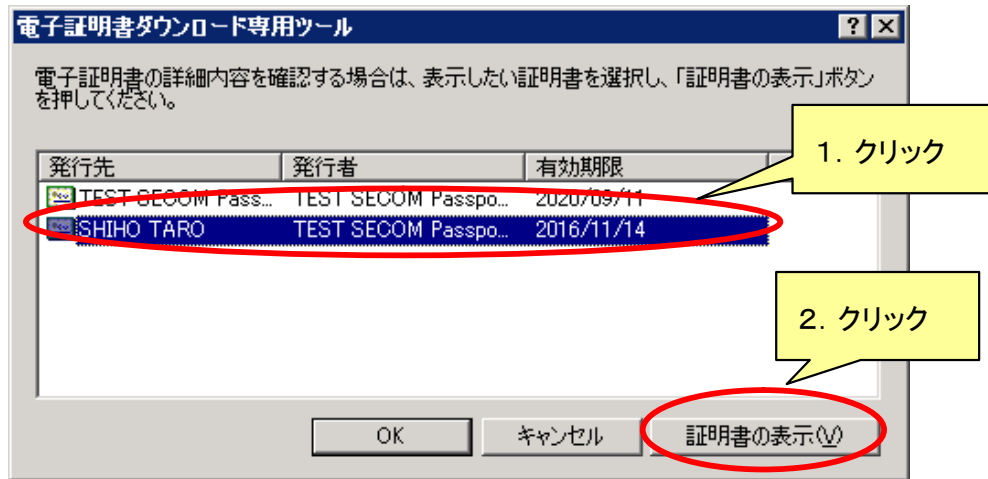 電子証明書ダウンロード専用ツール
電子証明書の詳細内容を確認する場合は、表示したい証明書を選択し、「証明書の表示」ボタン
を押してください。
1．クリック
発行先 発行者 有効期限
TEST SECOM Pass... TEST SECOM Passpo... 2020/09/11
SHIHO TARO TEST SECOM Passpo... 2016/11/14
2．クリック
OK キャンセル 証明書の表示(V)